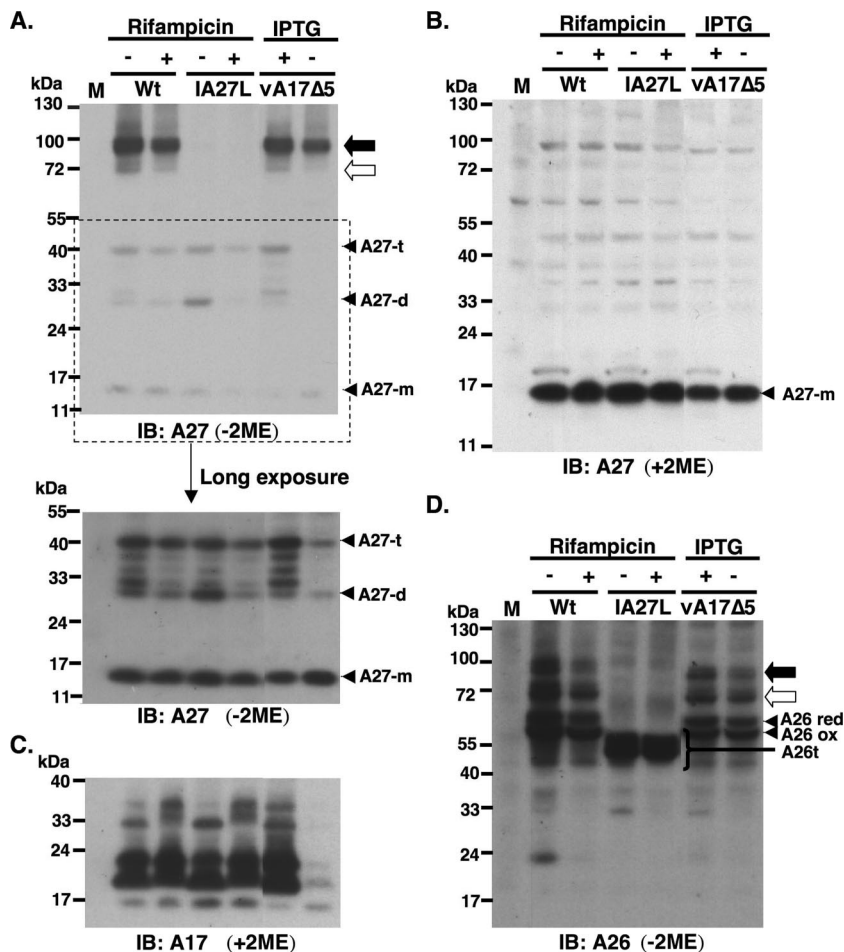 A.
Rifampicin IPTG
- + - + + -
kDa M Wt IA27L vA17Δ5
130
100
72
55
40 A27-t
33
A27-d
24
17
A27-m
11
IB: A27 (-2ME)
Long exposure
kDa
55
40 A27-t
33
A27-d
24
17
A27-m
11
IB: A27 (-2ME)
B.
Rifampicin IPTG
- + - + + -
kDa M Wt IA27L vA17Δ5
130
100
72
55
40
33
24
17
A27-m
11
IB: A27 (+2ME)
C.
kDa
40
33
24
17
IB: A17 (+2ME)
D.
Rifampicin IPTG
- + - + + -
kDa M Wt IA27L vA17Δ5
130
100
72
A26 red
A26 ox
55 A26t
40
33
24
17
IB: A26 (-2ME)